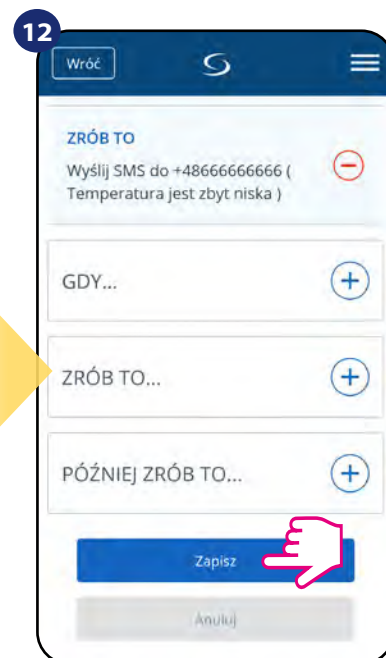 12
Wróć
ZRÓB TO
Wyślij SMS do +48666666666 (
Temperatura jest zbyt niska )
GDY...
ZRÓB TO...
PÓŹNIEJ ZRÓB TO...
Zapisz
Anuluj